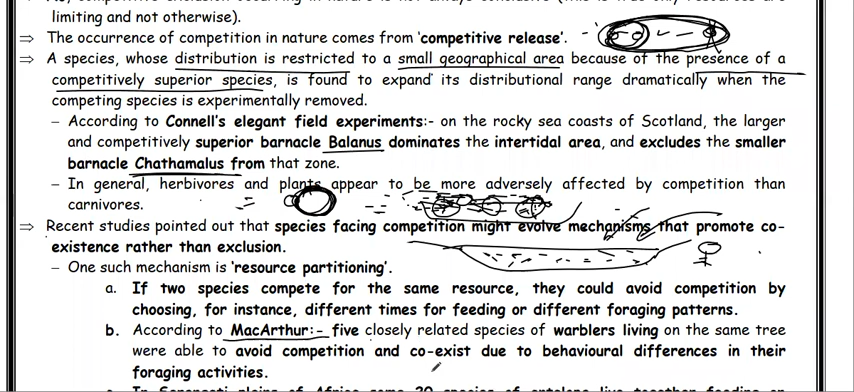 limiting and not otherwise).
⇒ The occurrence of competition in nature comes from 'competitive release'.
⇒ A species, whose distribution is restricted to a small geographical area because of the presence of a
competitively superior species, is found to expand its distributional range dramatically when the
competing species is experimentally removed.
– According to Connell's elegant field experiments:- on the rocky sea coasts of Scotland, the larger
and competitively superior barnacle Balanus dominates the intertidal area, and excludes the smaller
barnacle Chathamalus from that zone.
– In general, herbivores and plants appear to be more adversely affected by competition than
carnivores.
⇒ Recent studies pointed out that species facing competition might evolve mechanisms that promote co-
existence rather than exclusion.
– One such mechanism is 'resource partitioning'.
a. If two species compete for the same resource, they could avoid competition by
choosing, for instance, different times for feeding or different foraging patterns.
b. According to MacArthur:- five closely related species of warblers living on the same tree
were able to avoid competition and co-exist due to behavioural differences in their
foraging activities.